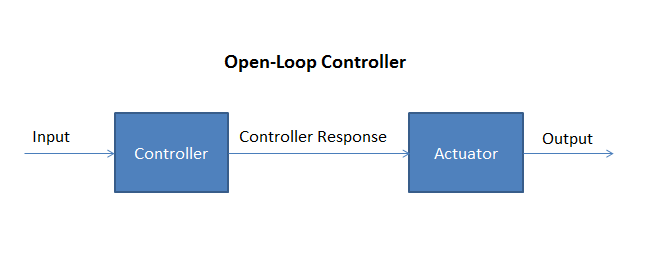 Open-Loop Controller
Input
Controller
Controller Response
Actuator
Output